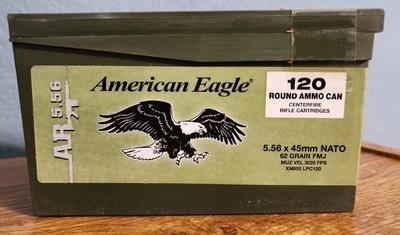 American Eagle®
120
ROUND AMMO CAN
CENTERFIRE
RIFLE CARTRIDGES
AR 5.56
5.56 x 45mm NATO
62 GRAIN FMJ
MUZ VEL 3020 FPS
XM855 LPC120